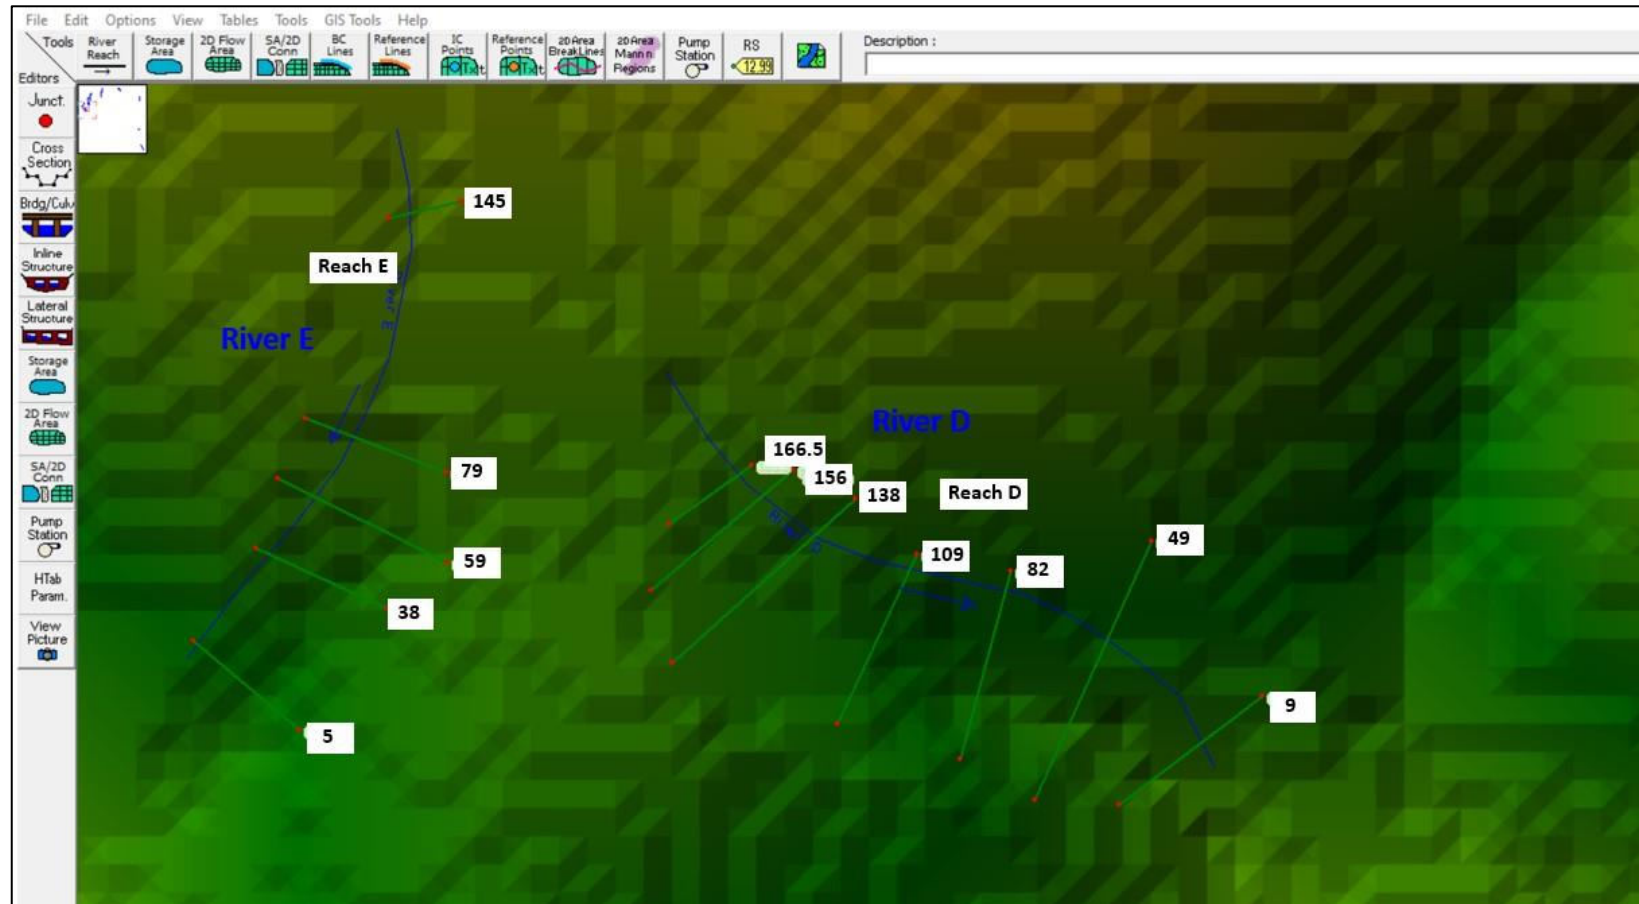 File Edit Options View Tables Tools GIS Tools Help
Tools
Editors
River
Reach
Storage
Area
2D Flow
Area
SA/2D
Conn
BC
Lines
Reference
Lines
IC
Points
Reference
Points
2D Area
BreakLines
2D Area
Mann n
Regions
Pump
Station
RS
12.99
Description :
Junct.
Cross
Section
Brdg/Culv
Inline
Structure
Lateral
Structure
Storage
Area
2D Flow
Area
SA/2D
Conn
Pump
Station
HTab
Param.
View
Picture
145
Reach E
River E
79
59
38
5
River D
166.5
156
138
Reach D
109
82
49
9